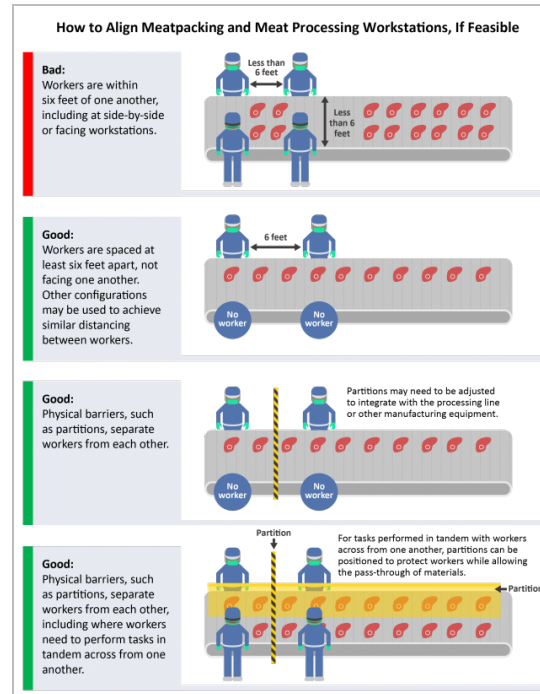 How to Align Meatpacking and Meat Processing Workstations, If Feasible
Bad:
Workers are within
six feet of one another,
including at side-by-side
or facing workstations.
Less than
6 feet
Less
than 6
feet
Good:
Workers are spaced at
least six feet apart, not
facing one another.
Other configurations
may be used to achieve
similar distancing
between workers.
6 feet
No
worker
No
worker
Good:
Physical barriers, such
as partitions, separate
workers from each other.
Partitions may need to be adjusted
to integrate with the processing line
or other manufacturing equipment.
No
worker
No
worker
Good:
Physical barriers, such
as partitions, separate
workers from each other,
including where workers
need to perform tasks in
tandem across from one
another.
Partition
For tasks performed in tandem with workers
across from one another, partitions can be
positioned to protect workers while allowing
the pass-through of materials.
Partition